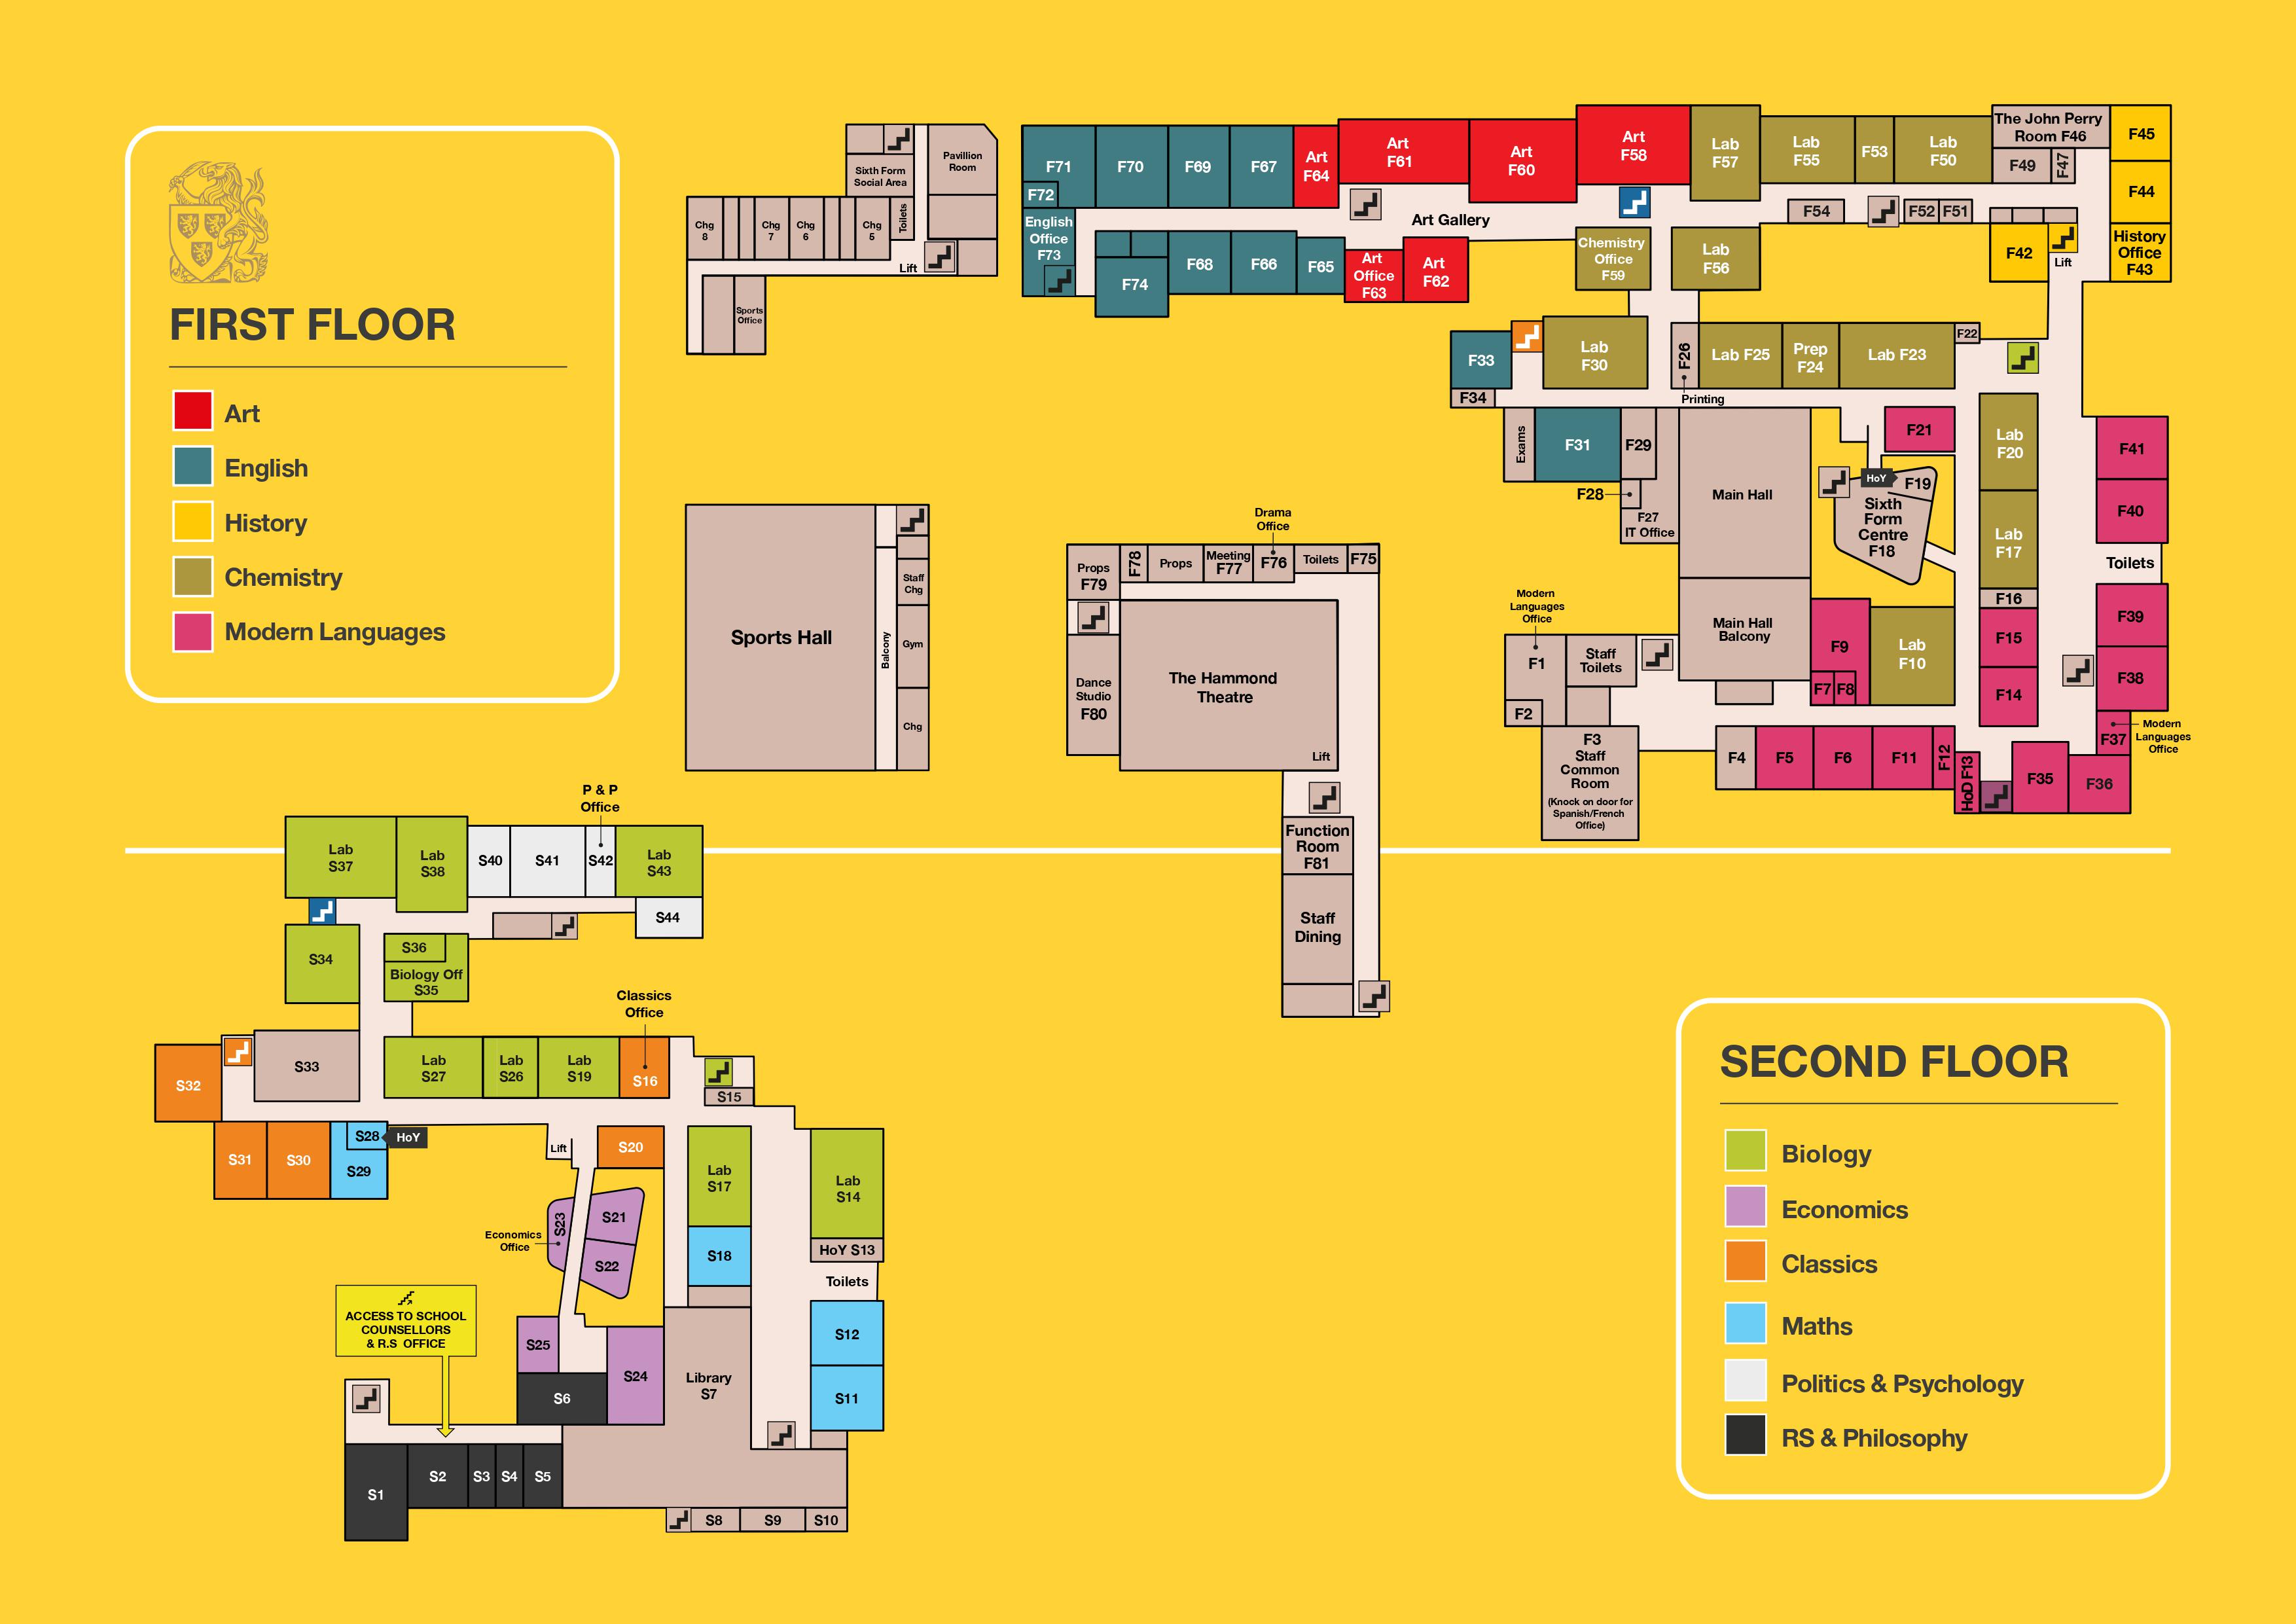 FIRST FLOOR
Art
English
History
Chemistry
Modern Languages
Sixth Form
Social Area
Pavillion
Room
Chg
8
Chg
7
Chg
6
Chg
5
Toilets
Lift
Sports
Office
F71
F72
F70
F69
F67
Art
F64
Art
F61
Art
F60
Art
F58
Lab
F57
Lab
F55
F53
Lab
F50
The John Perry
Room F46
F49
F47
F45
F44
History
Office
F43
English
Office
F73
Art Gallery
F54
F52
F51
F42
Lift
F74
F68
F66
F65
Art
Office
F63
Art
F62
Chemistry
Office
F59
Lab
F56
F33
F34
Lab
F30
F26
Printing
Lab F25
Prep
F24
Lab F23
F22
Exams
F31
F29
F28
F27
IT Office
Main Hall
F21
HoY
F19
Sixth
Form
Centre
F18
Lab
F20
Lab
F17
F16
F15
F14
F41
F40
Toilets
F39
F38
F37
Modern
Languages
Office
Main Hall
Balcony
F9
F7
F8
Lab
F10
Modern
Languages
Office
F1
F2
Staff
Toilets
F3
Staff
Common
Room
(Knock on door for
Spanish/French
Office)
F4
F5
F6
F11
F12
HoD F13
F35
F36
Sports Hall
Balcony
Staff
Chg
Gym
Chg
Drama
Office
Props
F79
F78
Props
Meeting
F77
F76
Toilets
F75
Dance
Studio
F80
The Hammond
Theatre
Lift
Function
Room
F81
Staff
Dining
P & P
Office
Lab
S37
Lab
S38
S40
S41
S42
Lab
S43
S44
S34
S36
Biology Off
S35
Classics
Office
S32
S33
Lab
S27
Lab
S26
Lab
S19
S16
S15
S31
S30
S28
HoY
S29
Lift
S20
Lab
S17
Lab
S14
HoY S13
Toilets
S23
S21
S22
Economics
Office
S18
S12
S11
ACCESS TO SCHOOL
COUNSELLORS
& R.S  OFFICE
S25
S6
S24
Library
S7
S1
S2
S3
S4
S5
S8
S9
S10
SECOND FLOOR
Biology
Economics
Classics
Maths
Politics & Psychology
RS & Philosophy